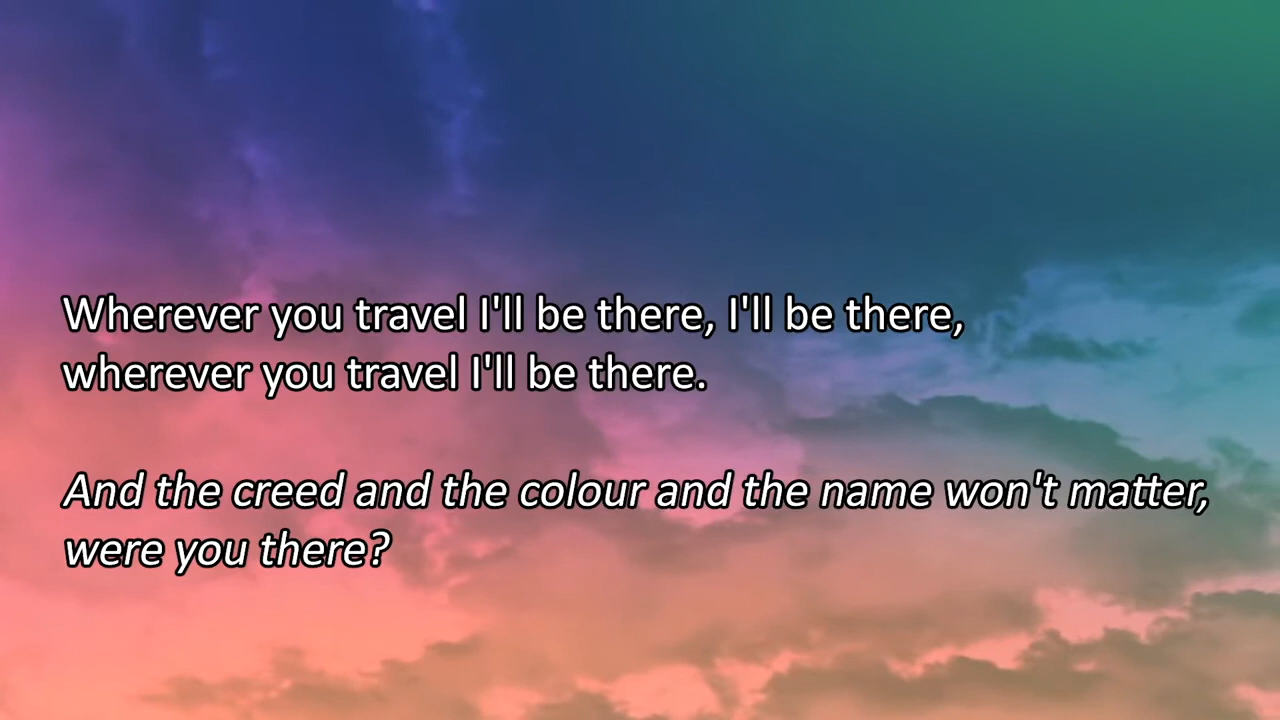 Wherever you travel I'll be there, I'll be there,
wherever you travel I'll be there.
And the creed and the colour and the name won't matter,
were you there?